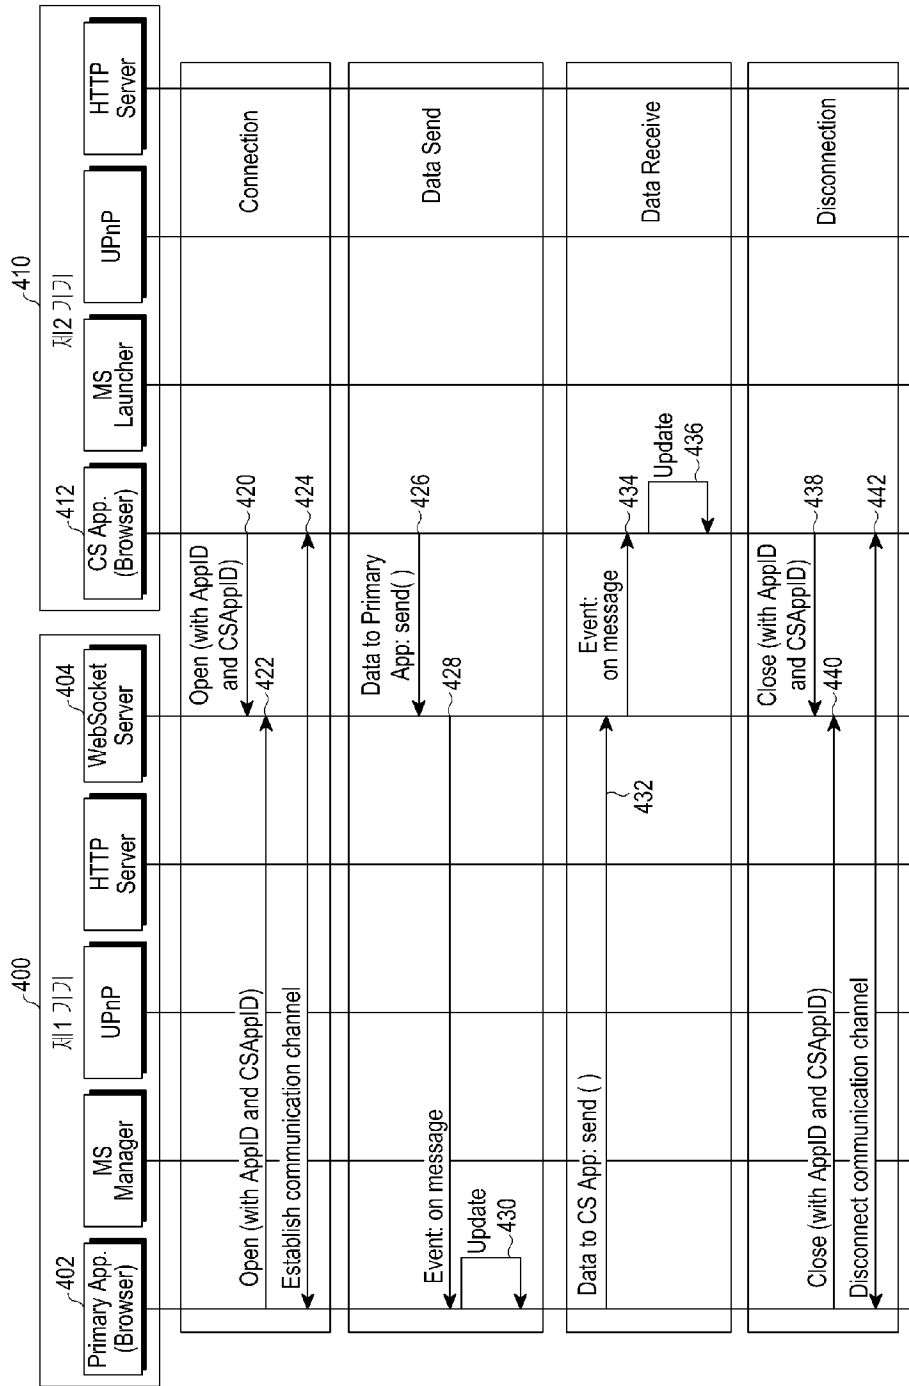 400
제1 기기
410
제2 기기
402
Primary App.
(Browser)
MS
Manager
UPnP
HTTP
Server
404
WebSocket
Server
412
CS App.
(Browser)
MS
Launcher
UPnP
HTTP
Server
Connection
Open (with AppID
and CSAppID)
420
Open (with AppID and CSAppID)
422
Establish communication channel
424
Data Send
Data to Primary
App: send( )
426
Event: on message
428
Update
430
Data Receive
Data to CS App: send ( )
432
Event:
on message
434
Update
436
Disconnection
Close (with AppID
and CSAppID)
438
Close (with AppID and CSAppID)
440
Disconnect communication channel
442